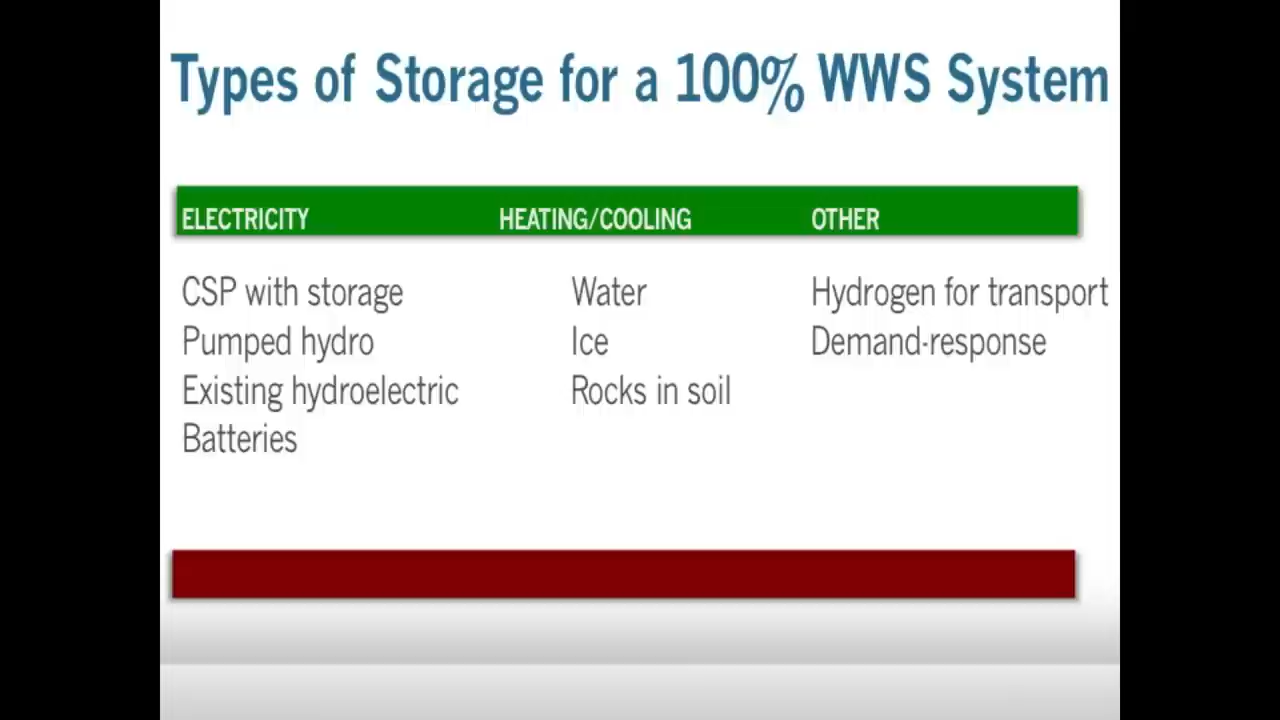 Types of Storage for a 100% WWS System
ELECTRICITY HEATING/COOLING OTHER
CSP with storage Water Hydrogen for transport
Pumped hydro Ice Demand-response
Existing hydroelectric Rocks in soil
Batteries